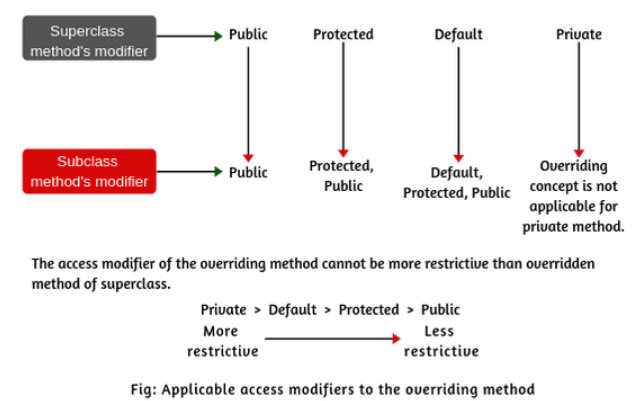 Superclass
method's modifier
Public
Protected
Default
Private
Subclass
method's modifier
Public
Protected,
Public
Default,
Protected, Public
Overriding
concept is not
applicable for
private method.
The access modifier of the overriding method cannot be more restrictive than overridden
method of superclass.
Private > Default > Protected > Public
More
restrictive
Less
restrictive
Fig: Applicable access modifiers to the overriding method